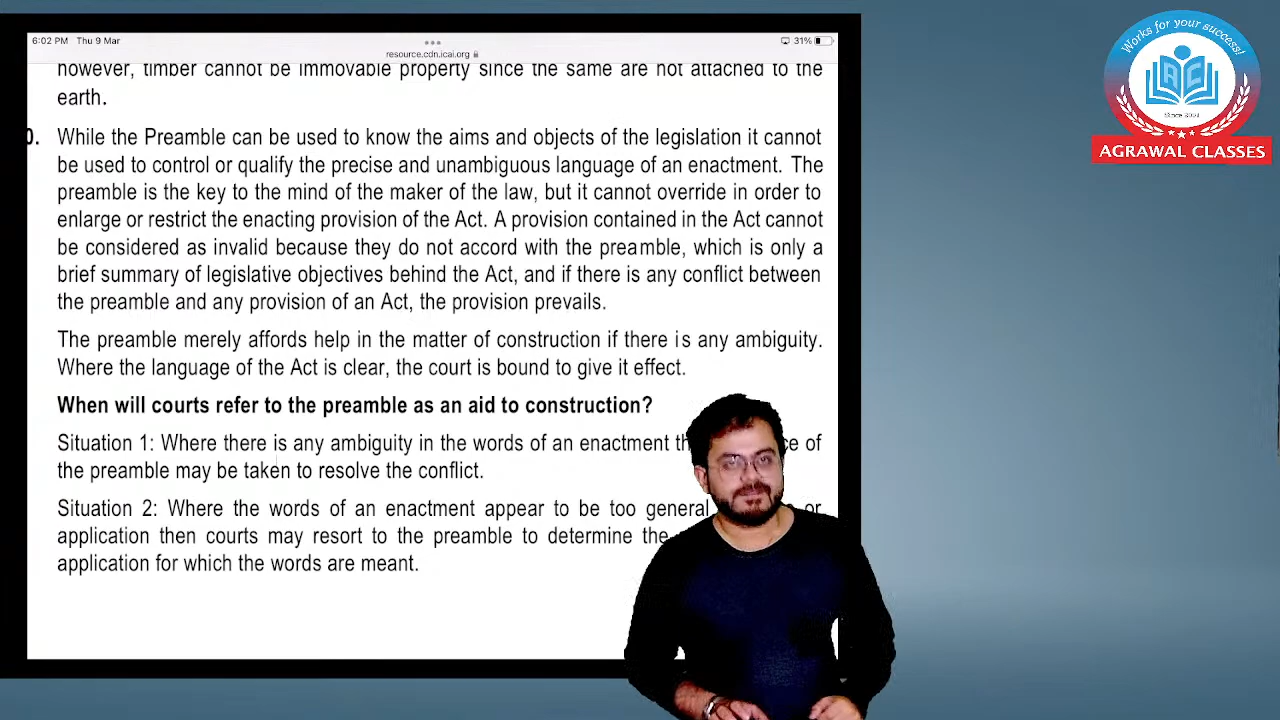 6:02 PM Thu 9 Mar
31%
resource.cdn.icai.org
however, timber cannot be immovable property since the same are not attached to the
earth.
0. While the Preamble can be used to know the aims and objects of the legislation it cannot
be used to control or qualify the precise and unambiguous language of an enactment. The
preamble is the key to the mind of the maker of the law, but it cannot override in order to
enlarge or restrict the enacting provision of the Act. A provision contained in the Act cannot
be considered as invalid because they do not accord with the preamble, which is only a
brief summary of legislative objectives behind the Act, and if there is any conflict between
the preamble and any provision of an Act, the provision prevails.
The preamble merely affords help in the matter of construction if there is any ambiguity.
Where the language of the Act is clear, the court is bound to give it effect.
When will courts refer to the preamble as an aid to construction?
Situation 1: Where there is any ambiguity in the words of an enactment of
the preamble may be taken to resolve the conflict.
Situation 2: Where the words of an enactment appear to be too general or
application then courts may resort to the preamble to determine the
application for which the words are meant.
Works for your success!
AC
Since 2021
AGRAWAL CLASSES